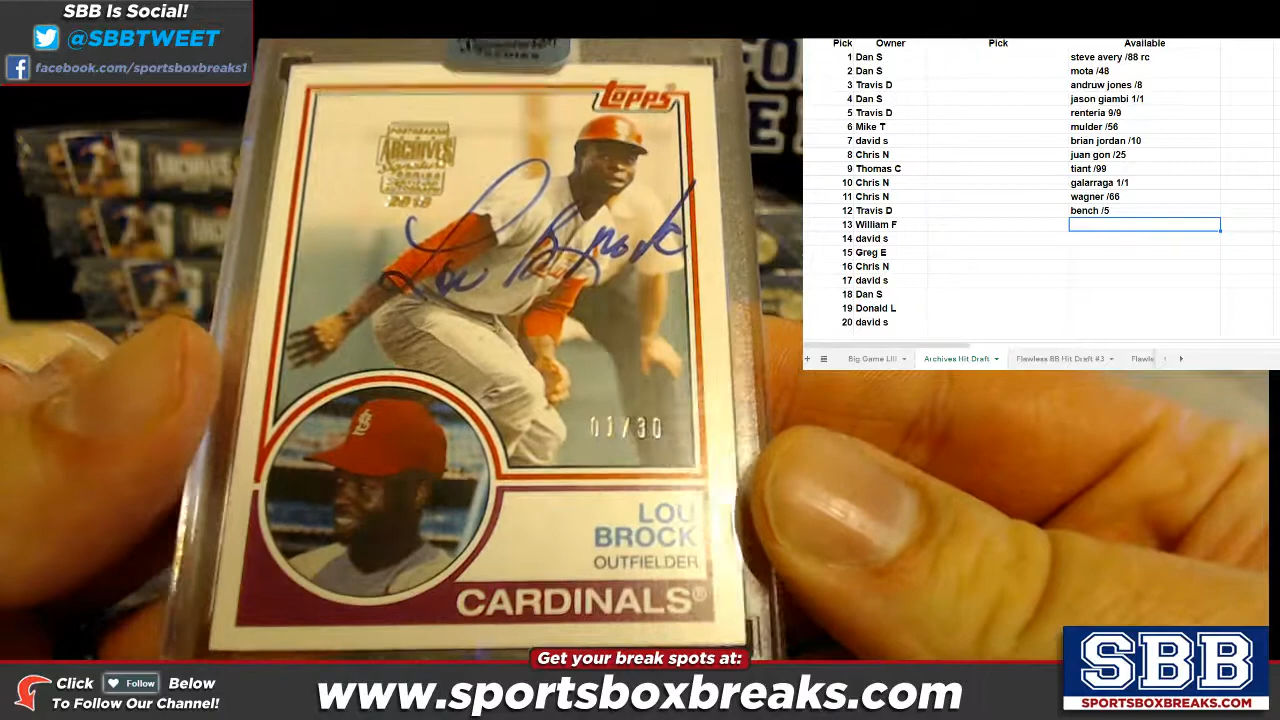 SBB Is Social!
@SBBTWEET
facebook.com/sportsboxbreaks1
Topps
ARCHIVES
Lou Brock
01/30
LOU
BROCK
OUTFIELDER
CARDINALS®
Pick Owner Pick Available
1 Dan S steve avery /88 rc
2 Dan S mota /48
3 Travis D andruw jones /8
4 Dan S jason giambi 1/1
5 Travis D renteria 9/9
6 Mike T mulder /56
7 david s brian jordan /10
8 Chris N juan gon /25
9 Thomas C tiant /99
10 Chris N galarraga 1/1
11 Chris N wagner /66
12 Travis D bench /5
13 William F
14 david s
15 Greg E
16 Chris N
17 david s
18 Dan S
19 Donald L
20 david s
Big Game LIII Archives Hit Draft Flawless BB Hit Draft #3 Flawle
Get your break spots at:
Click Follow Below
To Follow Our Channel!
www.sportsboxbreaks.com
SBB
SPORTSBOXBREAKS.COM